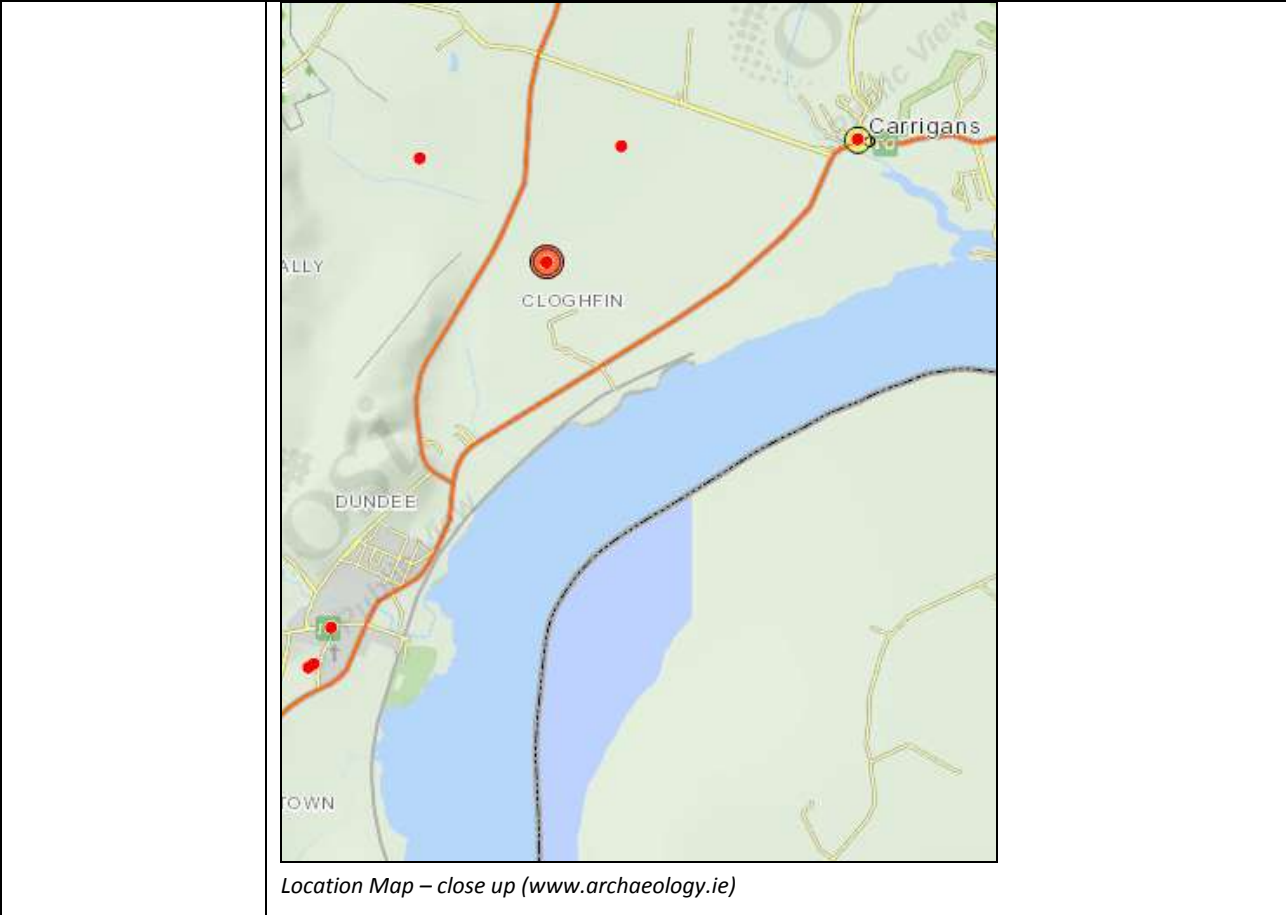 Carrigans
ALLY
CLOGHFIN
DUNDEE
TOWN
Location Map – close up (www.archaeology.ie)